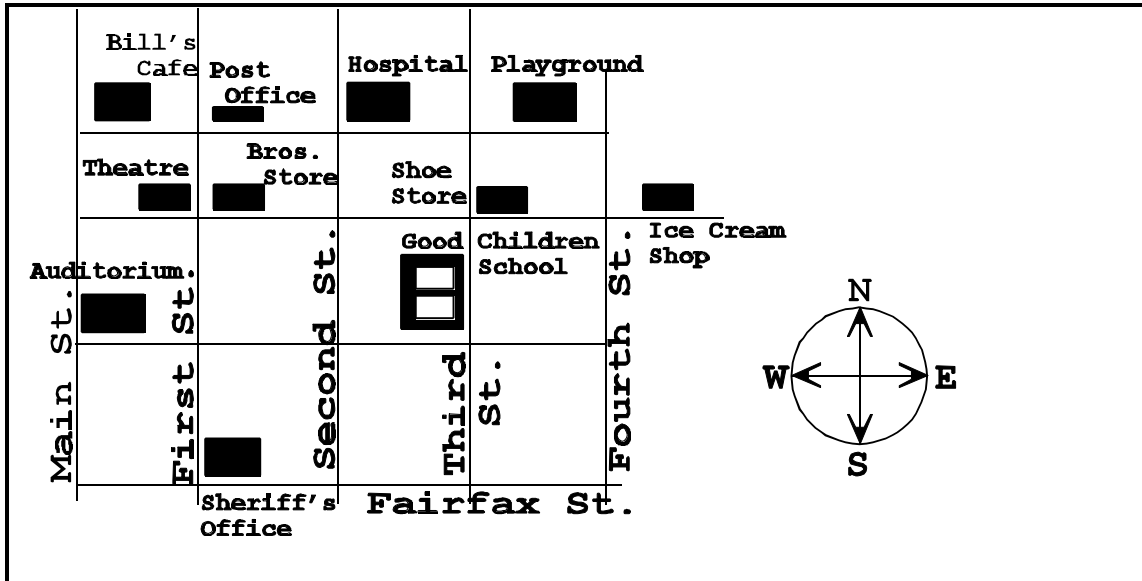 Bill's
Cafe
Post
Office
Hospital
Playground
Theatre
Bros.
Store
Shoe
Store
Ice Cream
Shop
Good Children
School
Auditorium.
Main St.
First St.
Second St.
Third
St.
Fourth St.
Sheriff's
Office
Fairfax St.
N
W
E
S